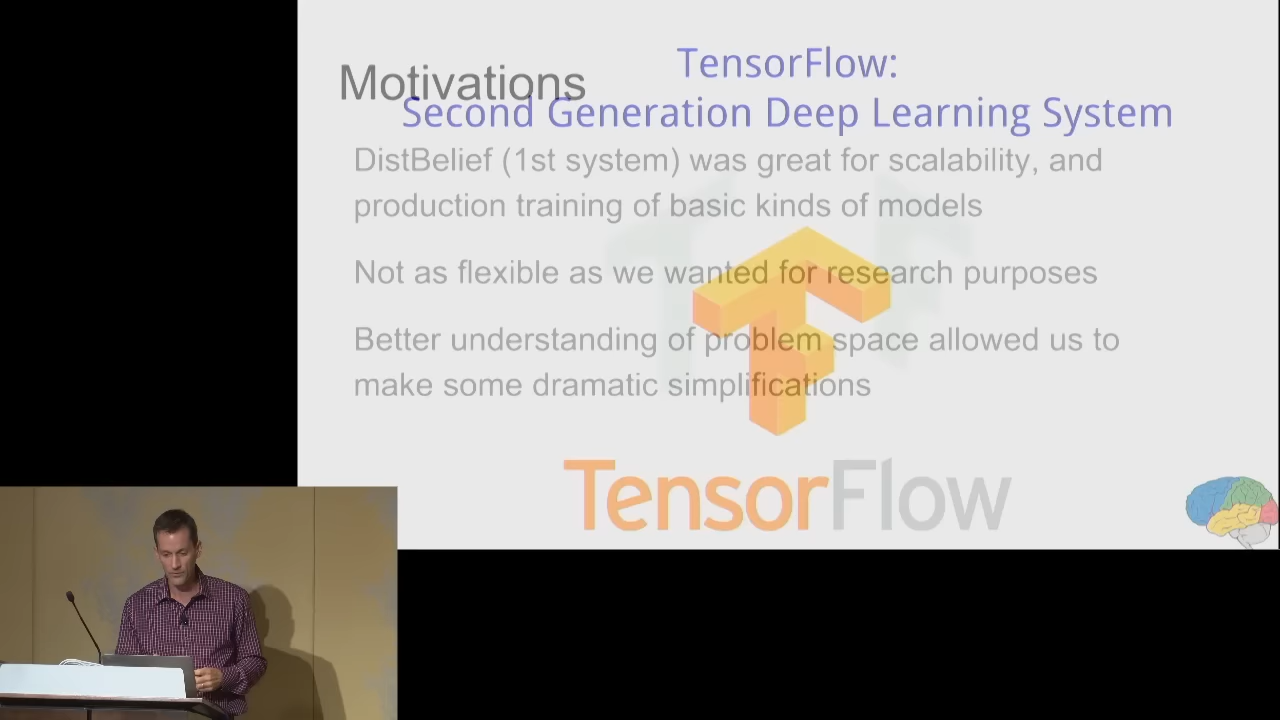 TensorFlow:
Second Generation Deep Learning System
Motivations
DistBelief (1st system) was great for scalability, and
production training of basic kinds of models
Not as flexible as we wanted for research purposes
Better understanding of problem space allowed us to
make some dramatic simplifications
TensorFlow